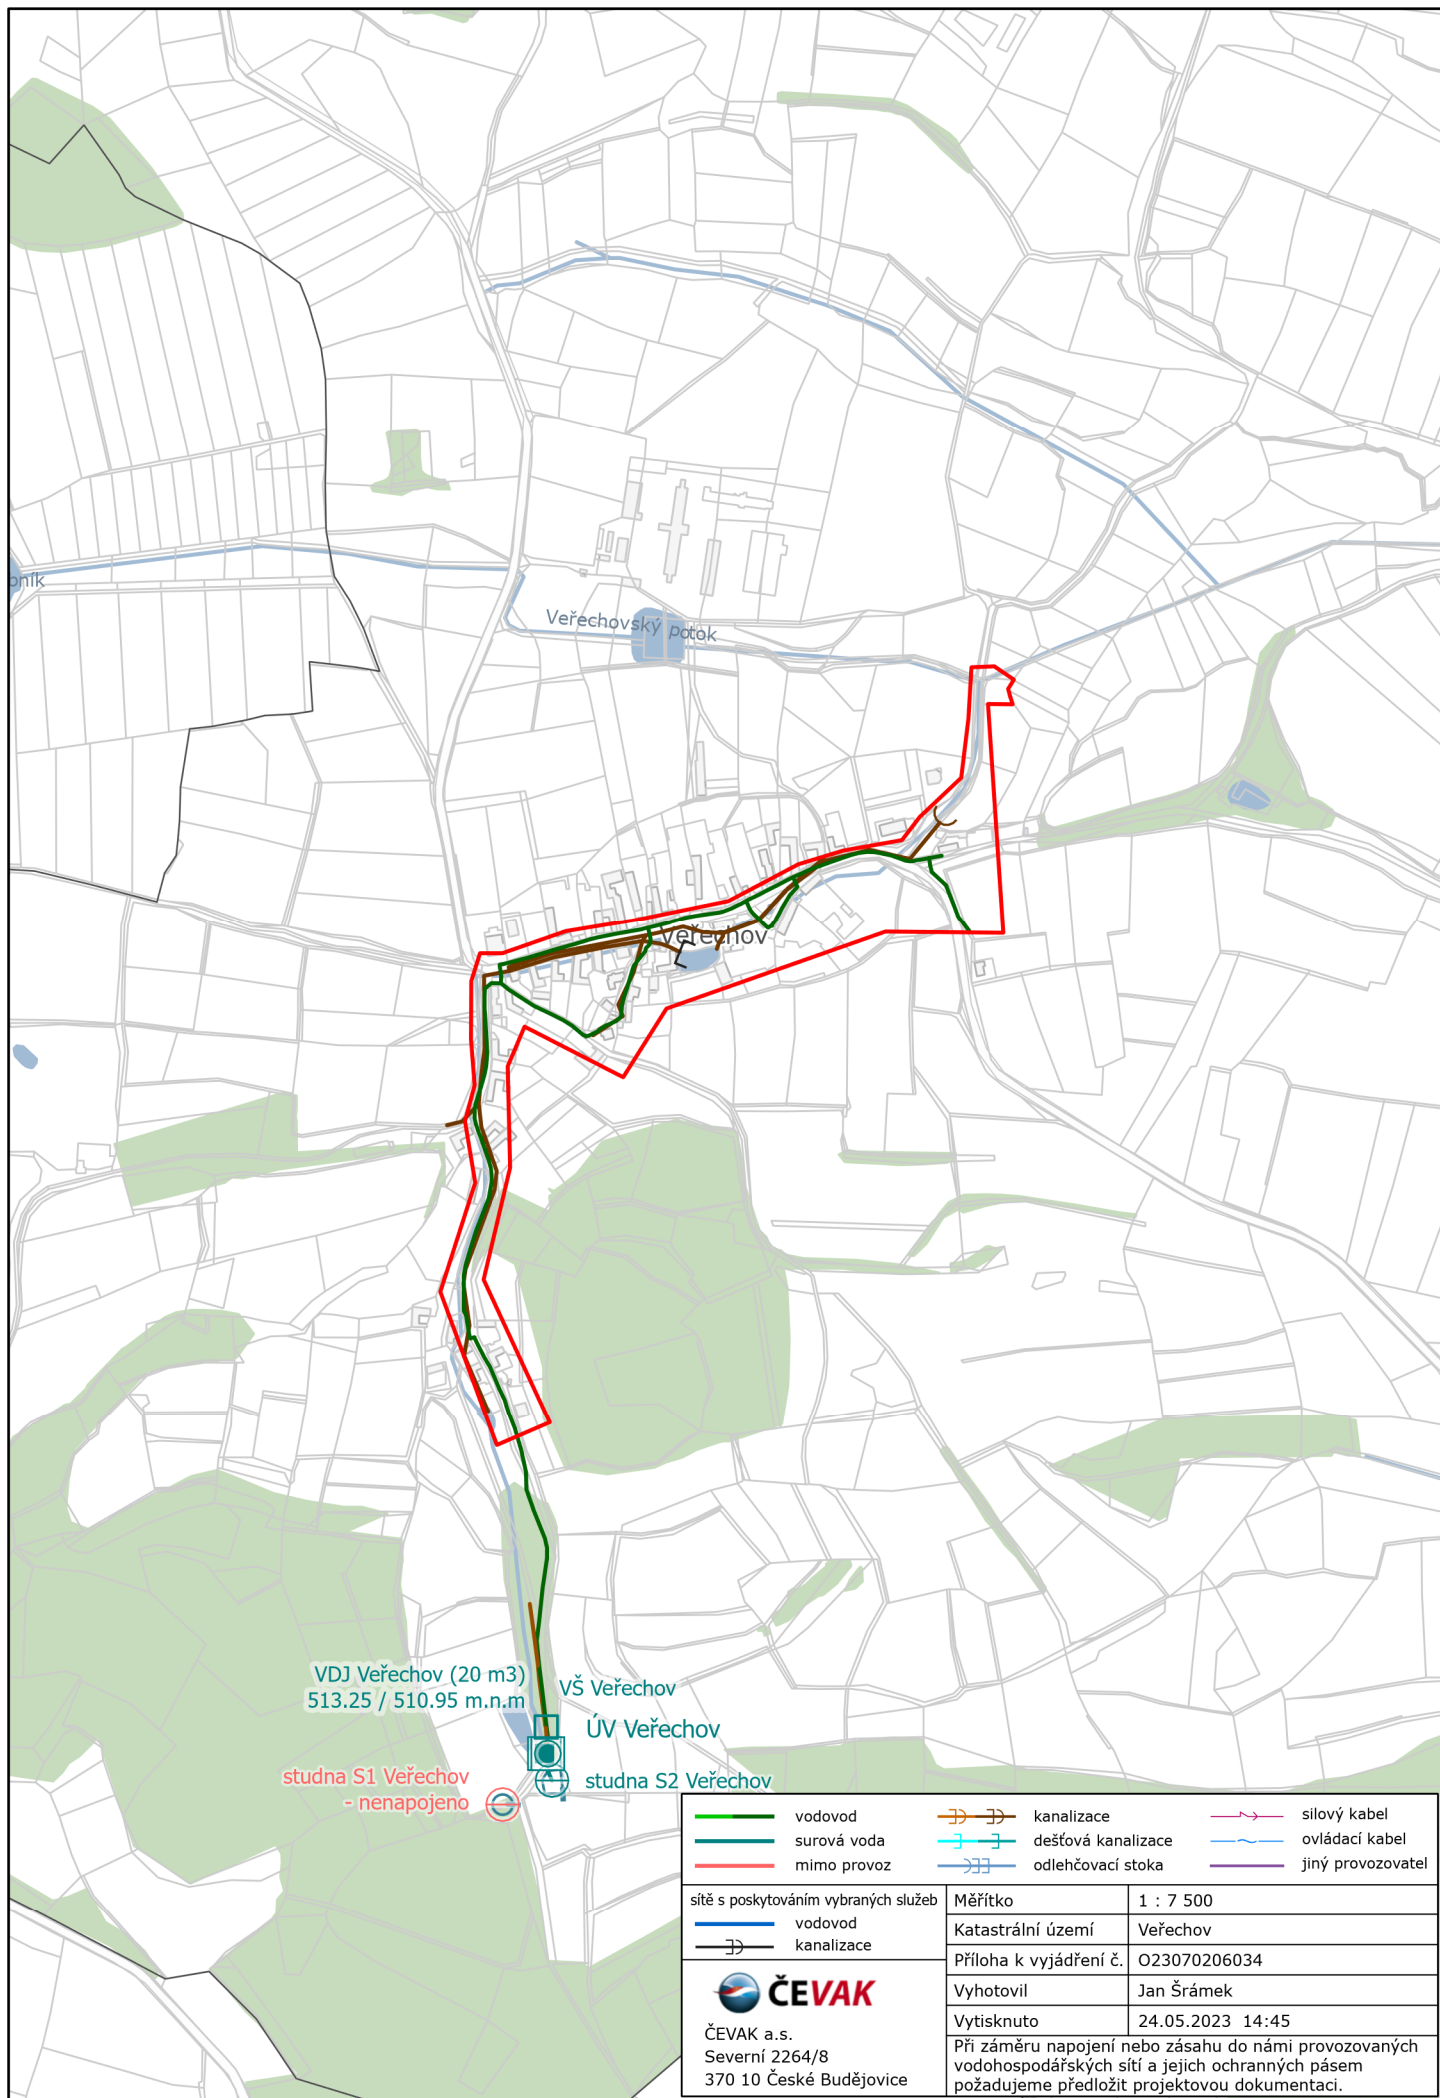 Veřechovský potok
Veřechov
VDJ Veřechov (20 m3)
513.25 / 510.95 m.n.m
VŠ Veřechov
ÚV Veřechov
studna S1 Veřechov
- nenapojeno
studna S2 Veřechov
vodovod
surová voda
mimo provoz
kanalizace
dešťová kanalizace
odlehčovací stoka
silový kabel
ovládací kabel
jiný provozovatel
sítě s poskytováním vybraných služeb
vodovod
kanalizace
ČEVAK
ČEVAK a.s.
Severní 2264/8
370 10 České Budějovice
Měřítko 1 : 7 500
Katastrální území Veřechov
Příloha k vyjádření č. O23070206034
Vyhotovil Jan Šrámek
Vytisknuto 24.05.2023 14:45
Při záměru napojení nebo zásahu do námi provozovaných
vodohospodářských sítí a jejich ochranných pásem
požadujeme předložit projektovou dokumentaci.